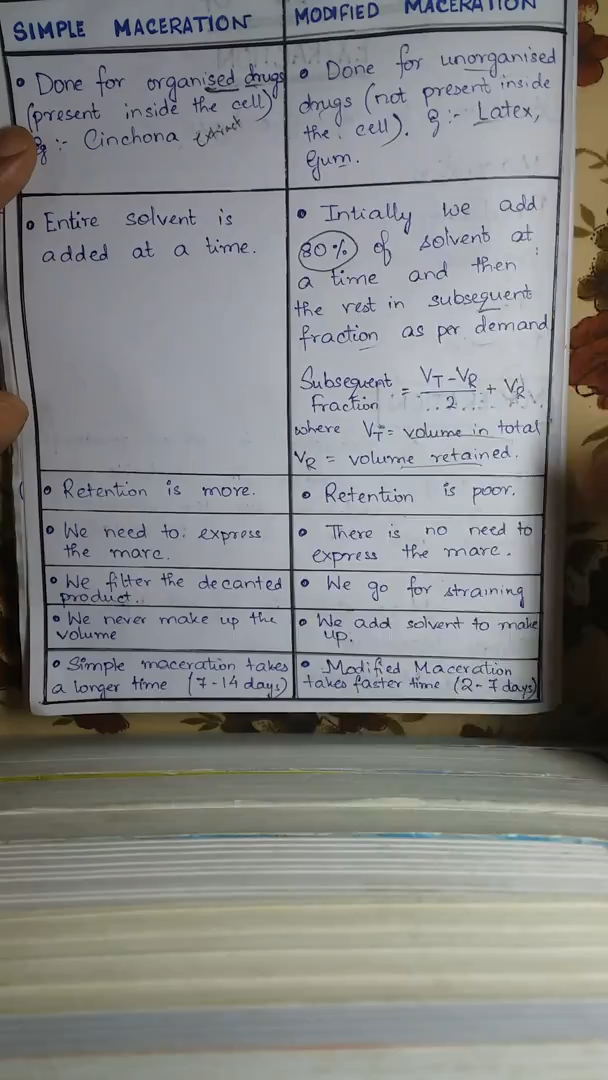 SIMPLE MACERATION
MODIFIED MACERATION
• Done for organised drugs
(present inside the cell)
Eg :- Cinchona extract
• Done for unorganised
drugs (not present inside
the cell). Eg :- Latex,
Gum.
• Entire solvent is
added at a time.
• Intially we add
80% of solvent at
a time and then
the rest in subsequent
fraction as per demand
Subsequent Fraction = VT - VR / 2 + VR
where VT = volume in total
VR = volume retained.
• Retention is more.
• Retention is poor.
• We need to express
the marc.
• There is no need to
express the marc.
• We filter the decanted
product.
• We go for straining
• We never make up the
volume
• We add solvent to make
up.
• Simple maceration takes
a longer time (7-14 days)
• Modified Maceration
takes faster time (2-7 days)